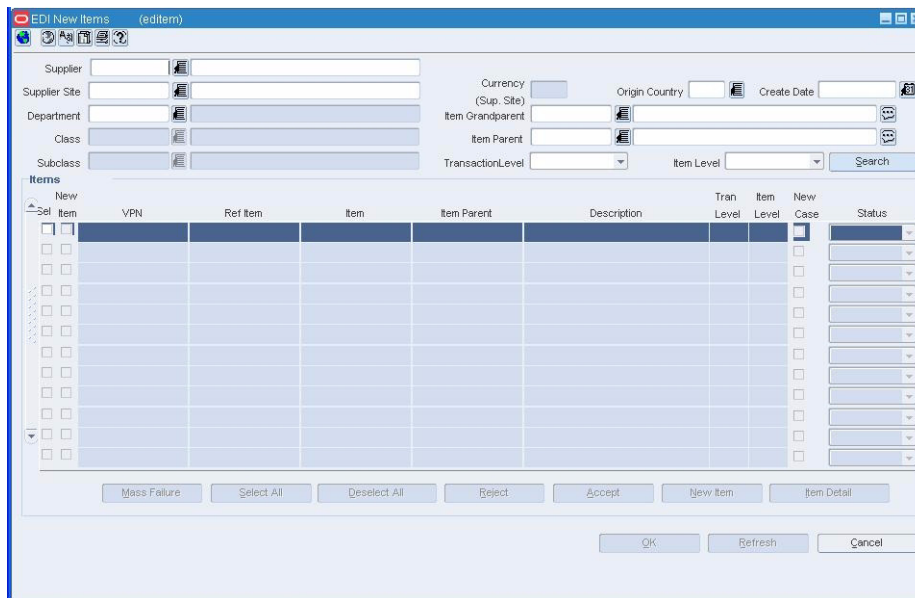 EDI New Items (editem)
Supplier
Supplier Site
Currency (Sup. Site)
Origin Country
Create Date
Department
Item Grandparent
Class
Item Parent
Subclass
TransactionLevel
Item Level
Search
Items
Sel
New Item
VPN
Ref Item
Item
Item Parent
Description
Tran Level
Item Level
New Case
Status
Mass Failure
Select All
Deselect All
Reject
Accept
New Item
Item Detail
OK
Refresh
Cancel